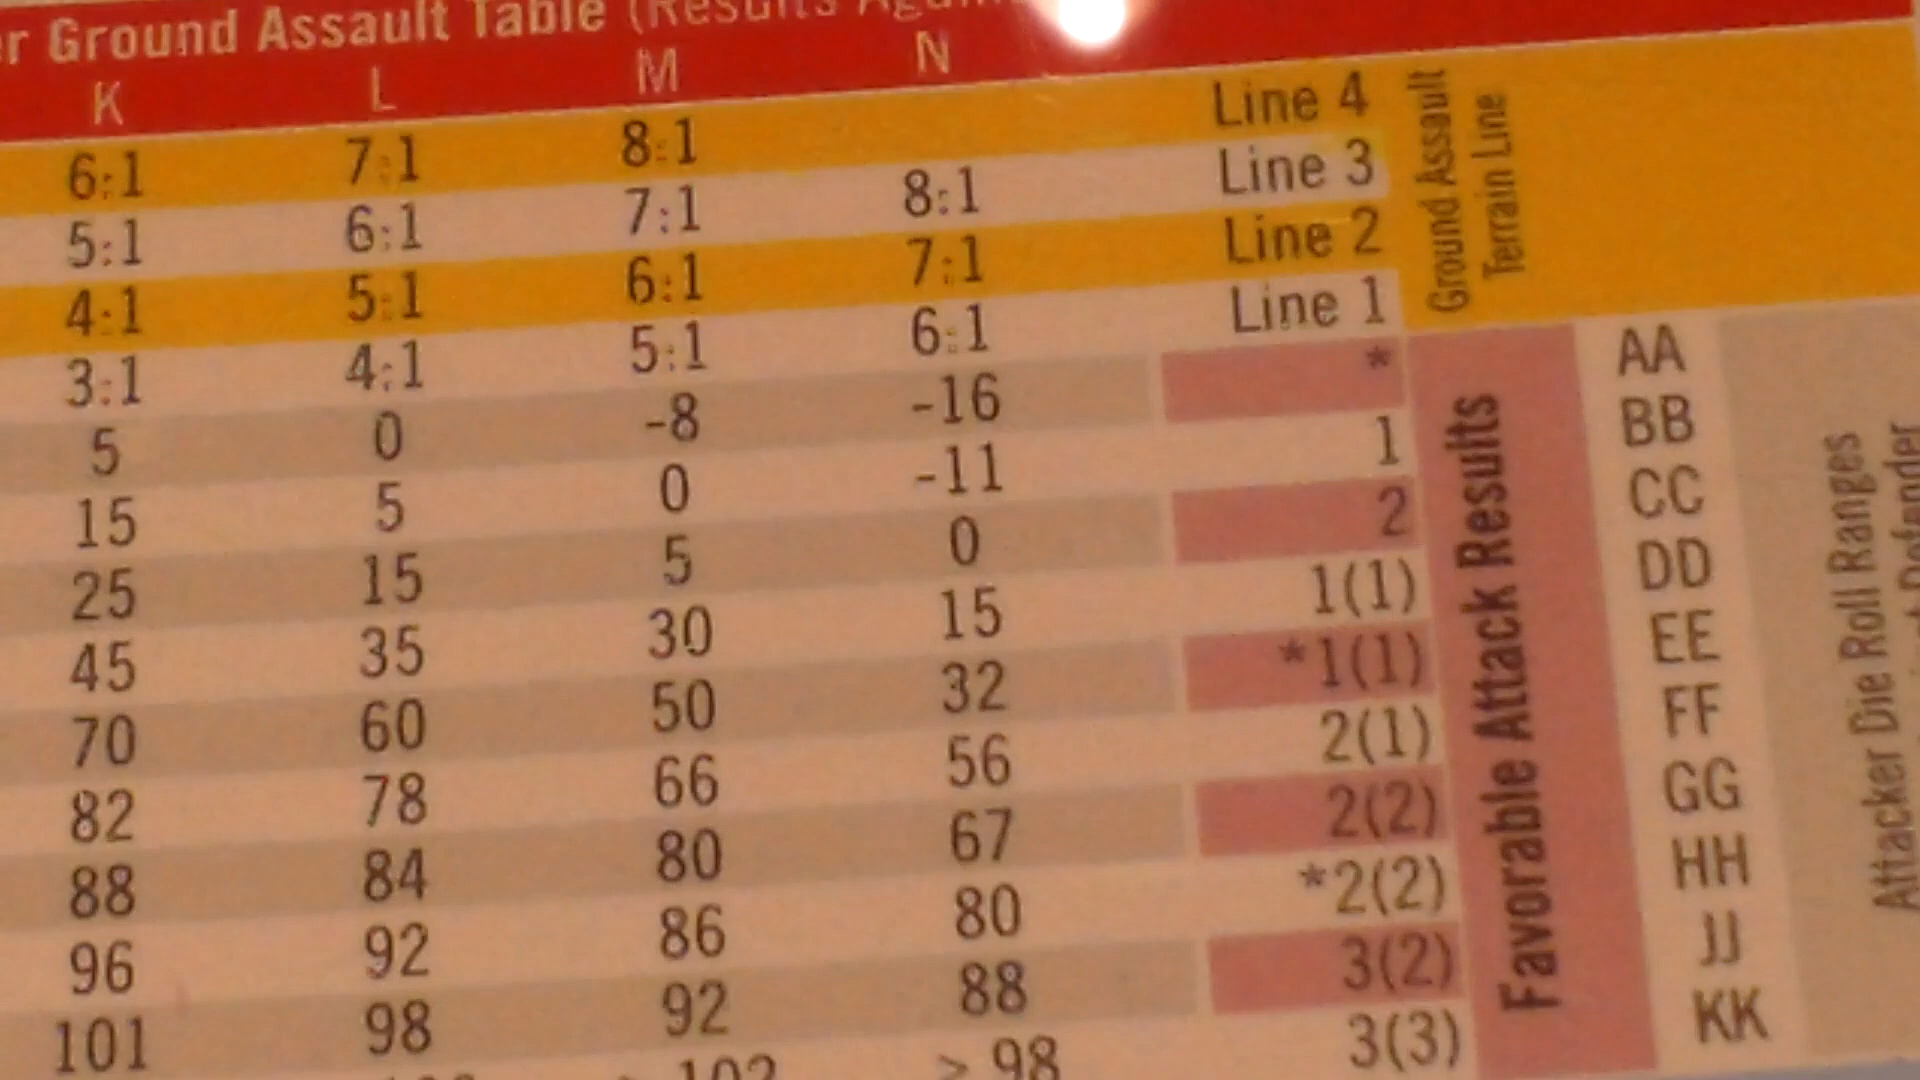 Ground Assault Table (Results
K L M N
6:1 7:1 8:1 Line 4
5:1 6:1 7:1 8:1 Line 3
4:1 5:1 6:1 7:1 Line 2
3:1 4:1 5:1 6:1 Line 1
Ground Assault
Terrain Line
5 0 -8 -16 * AA
15 5 0 -11 1 BB
25 15 5 0 2 CC
45 35 30 15 1(1) DD
70 60 50 32 *1(1) EE
82 78 66 56 2(1) FF
88 84 80 67 2(2) GG
96 92 86 80 *2(2) HH
101 98 92 88 3(2) JJ
> 102 > 98 3(3) KK
Favorable Attack Results
Attacker Die Roll Ranges
Defender